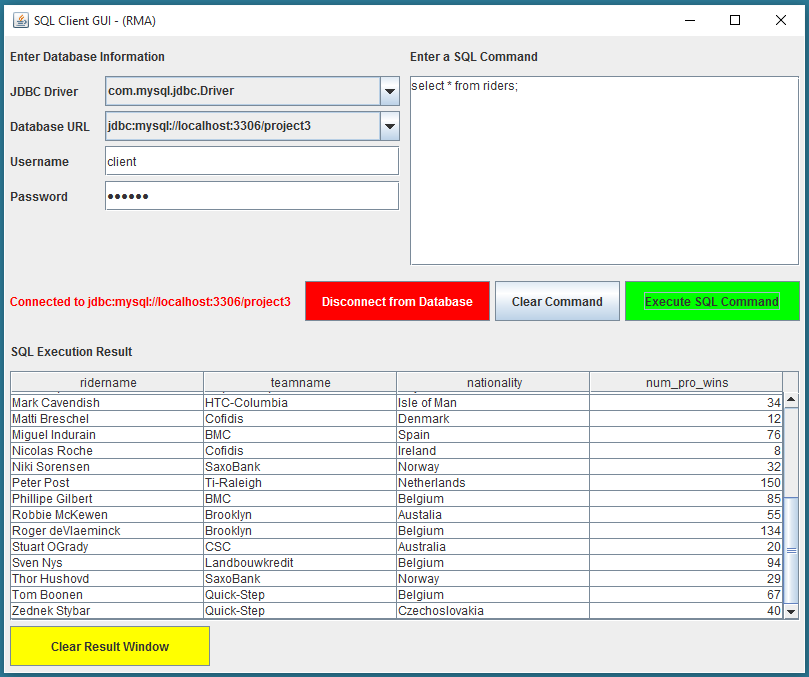 SQL Client GUI - (RMA)
Enter Database Information
JDBC Driver com.mysql.jdbc.Driver
Database URL jdbc:mysql://localhost:3306/project3
Username client
Password ●●●●●●
Enter a SQL Command
select * from riders;
Connected to jdbc:mysql://localhost:3306/project3 Disconnect from Database Clear Command Execute SQL Command
SQL Execution Result
ridername teamname nationality num_pro_wins
Mark Cavendish HTC-Columbia Isle of Man 34
Matti Breschel Cofidis Denmark 12
Miguel Indurain BMC Spain 76
Nicolas Roche Cofidis Ireland 8
Niki Sorensen SaxoBank Norway 32
Peter Post Ti-Raleigh Netherlands 150
Phillipe Gilbert BMC Belgium 85
Robbie McKewen Brooklyn Austalia 55
Roger deVlaeminck Brooklyn Belgium 134
Stuart OGrady CSC Australia 20
Sven Nys Landbouwkredit Belgium 94
Thor Hushovd SaxoBank Norway 29
Tom Boonen Quick-Step Belgium 67
Zednek Stybar Quick-Step Czechoslovakia 40
Clear Result Window